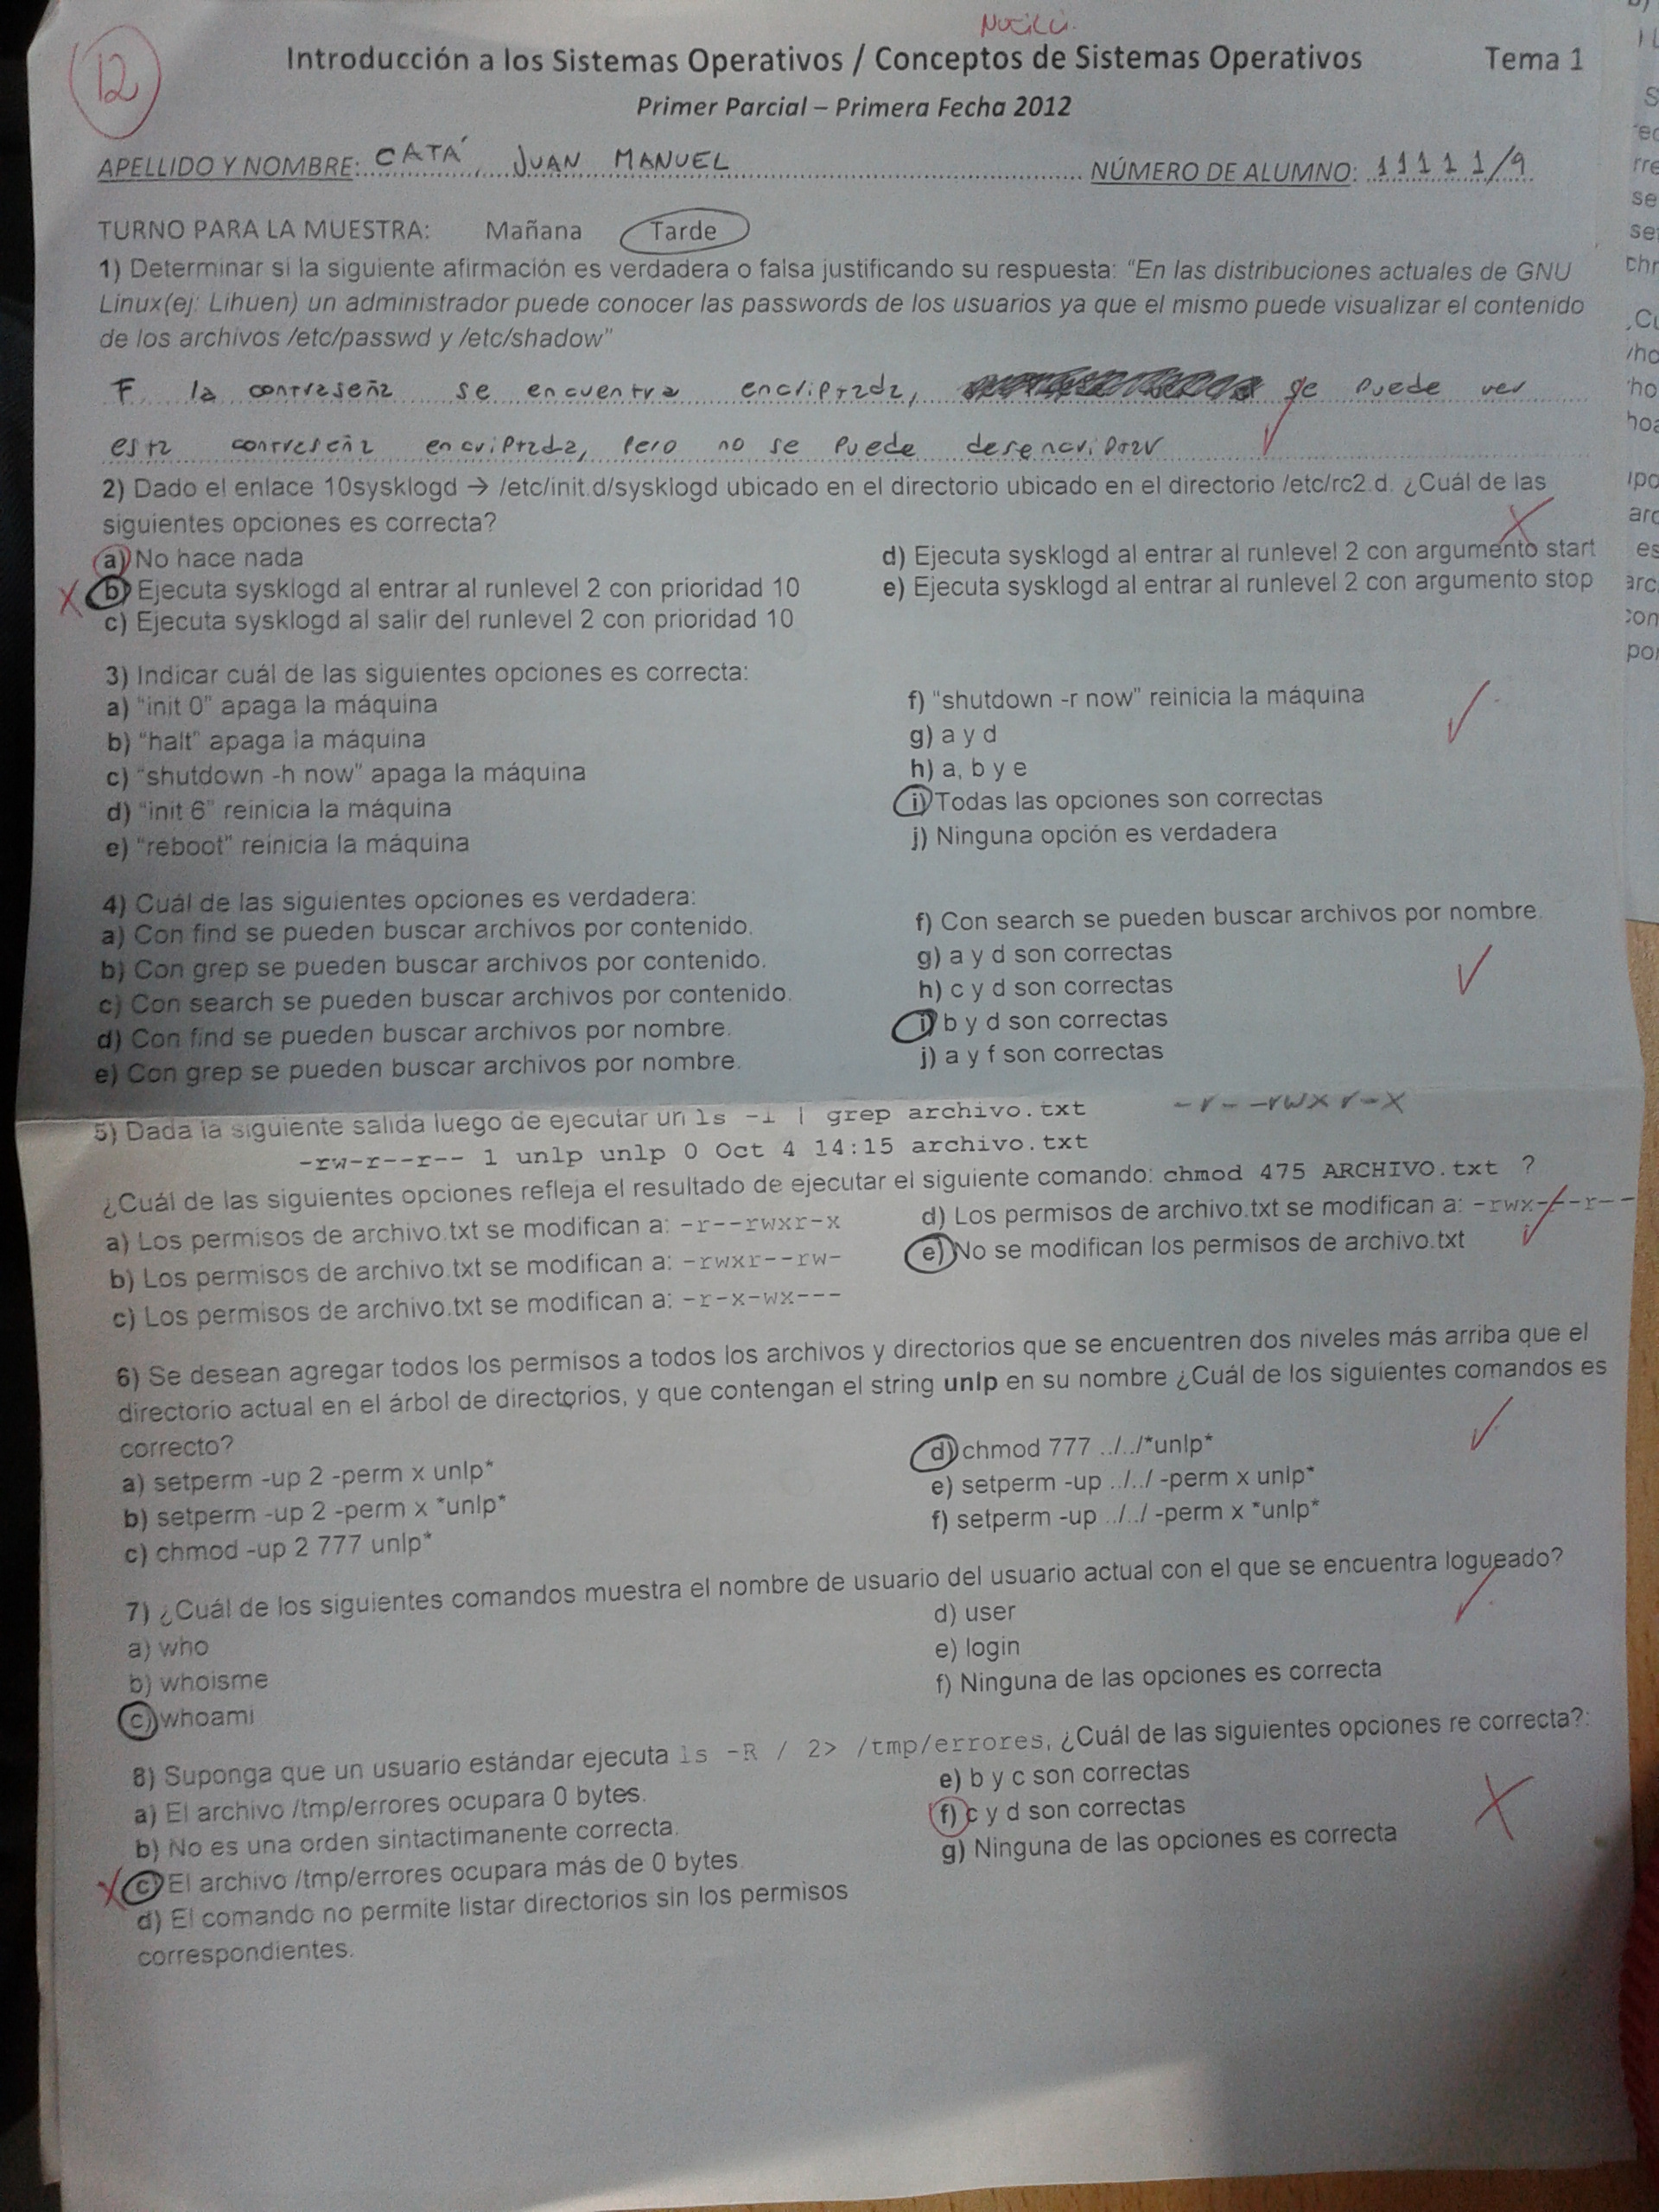 12
Introducción a los Sistemas Operativos / Conceptos de Sistemas Operativos Tema 1
Primer Parcial – Primera Fecha 2012
APELLIDO Y NOMBRE: CATÁ, JUAN MANUEL NÚMERO DE ALUMNO: 11111/9
TURNO PARA LA MUESTRA: Mañana Tarde
1) Determinar si la siguiente afirmación es verdadera o falsa justificando su respuesta: “En las distribuciones actuales de GNU
Linux(ej: Lihuen) un administrador puede conocer las passwords de los usuarios ya que el mismo puede visualizar el contenido
de los archivos /etc/passwd y /etc/shadow”
F. la contraseña se encuentra encriptada, se puede ver
esta contraseña encriptada, pero no se puede desencriptar
2) Dado el enlace 10sysklogd → /etc/init.d/sysklogd ubicado en el directorio ubicado en el directorio /etc/rc2.d. ¿Cuál de las
siguientes opciones es correcta?
a) No hace nada
b) Ejecuta sysklogd al entrar al runlevel 2 con prioridad 10
c) Ejecuta sysklogd al salir del runlevel 2 con prioridad 10
d) Ejecuta sysklogd al entrar al runlevel 2 con argumento start
e) Ejecuta sysklogd al entrar al runlevel 2 con argumento stop
3) Indicar cuál de las siguientes opciones es correcta:
a) “init 0” apaga la máquina
b) “halt” apaga la máquina
c) “shutdown -h now” apaga la máquina
d) “init 6” reinicia la máquina
e) “reboot” reinicia la máquina
f) “shutdown -r now” reinicia la máquina
g) a y d
h) a, b y e
i) Todas las opciones son correctas
j) Ninguna opción es verdadera
4) Cuál de las siguientes opciones es verdadera:
a) Con find se pueden buscar archivos por contenido.
b) Con grep se pueden buscar archivos por contenido.
c) Con search se pueden buscar archivos por contenido.
d) Con find se pueden buscar archivos por nombre.
e) Con grep se pueden buscar archivos por nombre.
f) Con search se pueden buscar archivos por nombre.
g) a y d son correctas
h) c y d son correctas
i) b y d son correctas
j) a y f son correctas
5) Dada la siguiente salida luego de ejecutar un ls -l | grep archivo.txt -r--rwxr-x
-rw-r--r-- 1 unlp unlp 0 Oct 4 14:15 archivo.txt
¿Cuál de las siguientes opciones refleja el resultado de ejecutar el siguiente comando: chmod 475 ARCHIVO.txt ?
a) Los permisos de archivo.txt se modifican a: -r--rwxr-x
b) Los permisos de archivo.txt se modifican a: -rwxr--rw-
c) Los permisos de archivo.txt se modifican a: -r-x-wx---
d) Los permisos de archivo.txt se modifican a: -rwx---r--
e) No se modifican los permisos de archivo.txt
6) Se desean agregar todos los permisos a todos los archivos y directorios que se encuentren dos niveles más arriba que el
directorio actual en el árbol de directorios, y que contengan el string unlp en su nombre ¿Cuál de los siguientes comandos es
correcto?
a) setperm -up 2 -perm x unlp*
b) setperm -up 2 -perm x *unlp*
c) chmod -up 2 777 unlp*
d) chmod 777 ../../*unlp*
e) setperm -up ../../ -perm x unlp*
f) setperm -up ../../ -perm x *unlp*
7) ¿Cuál de los siguientes comandos muestra el nombre de usuario del usuario actual con el que se encuentra logueado?
a) who
b) whoisme
c) whoami
d) user
e) login
f) Ninguna de las opciones es correcta
8) Suponga que un usuario estándar ejecuta ls -R / 2> /tmp/errores, ¿Cuál de las siguientes opciones re correcta?:
a) El archivo /tmp/errores ocupara 0 bytes.
b) No es una orden sintactimanente correcta.
c) El archivo /tmp/errores ocupara más de 0 bytes.
d) El comando no permite listar directorios sin los permisos
correspondientes.
e) b y c son correctas
f) c y d son correctas
g) Ninguna de las opciones es correcta